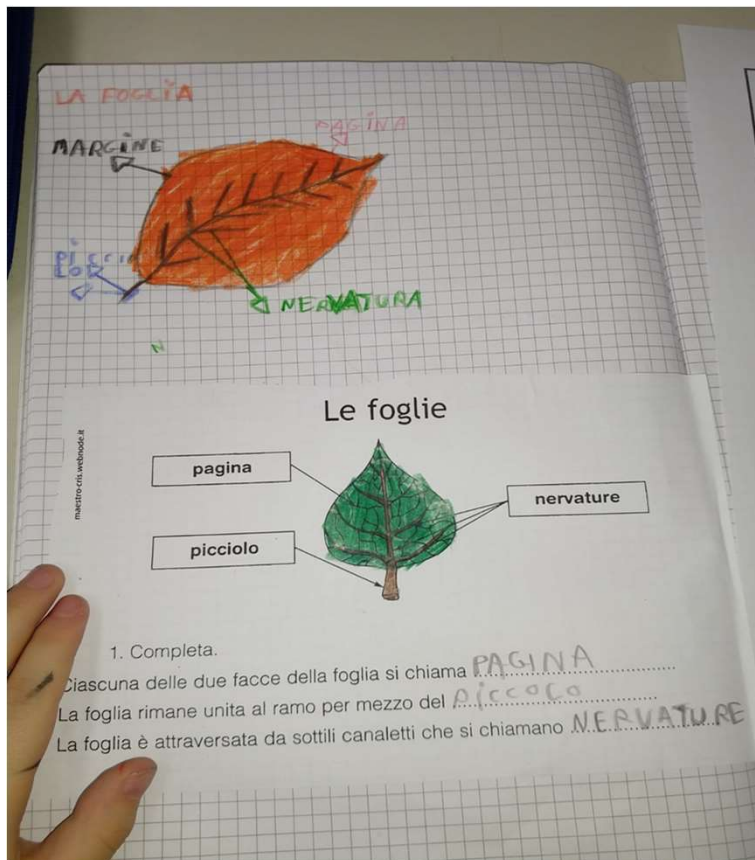 LA FOGLIA
PAGINA
MARGINE
NERVATURA
N
Le foglie
maestro-cris.webnode.it
pagina
nervature
picciolo
1. Completa.
Ciascuna delle due facce della foglia si chiama PAGINA
La foglia rimane unita al ramo per mezzo del piccoco
La foglia è attraversata da sottili canaletti che si chiamano NERVATURE